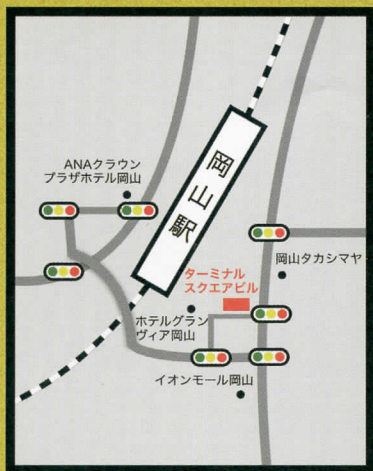 ANAクラウン
プラザホテル岡山
岡山駅
岡山タカシマヤ
ターミナル
スクエアビル
ホテルグラン
ヴィア岡山
イオンモール岡山